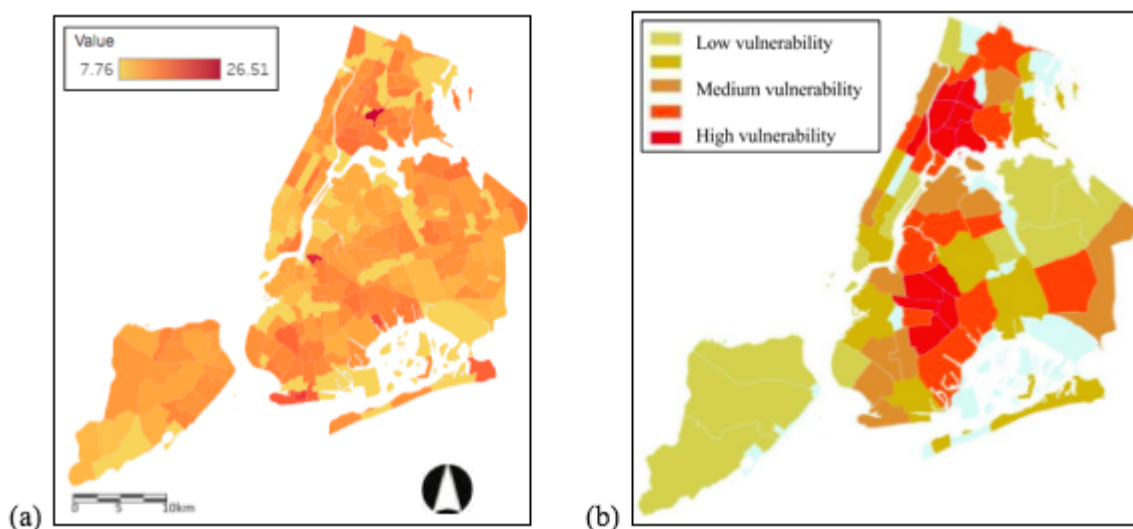 Value
7.76 26.51
0 5 10km
(a)
Low vulnerability
Medium vulnerability
High vulnerability
(b)